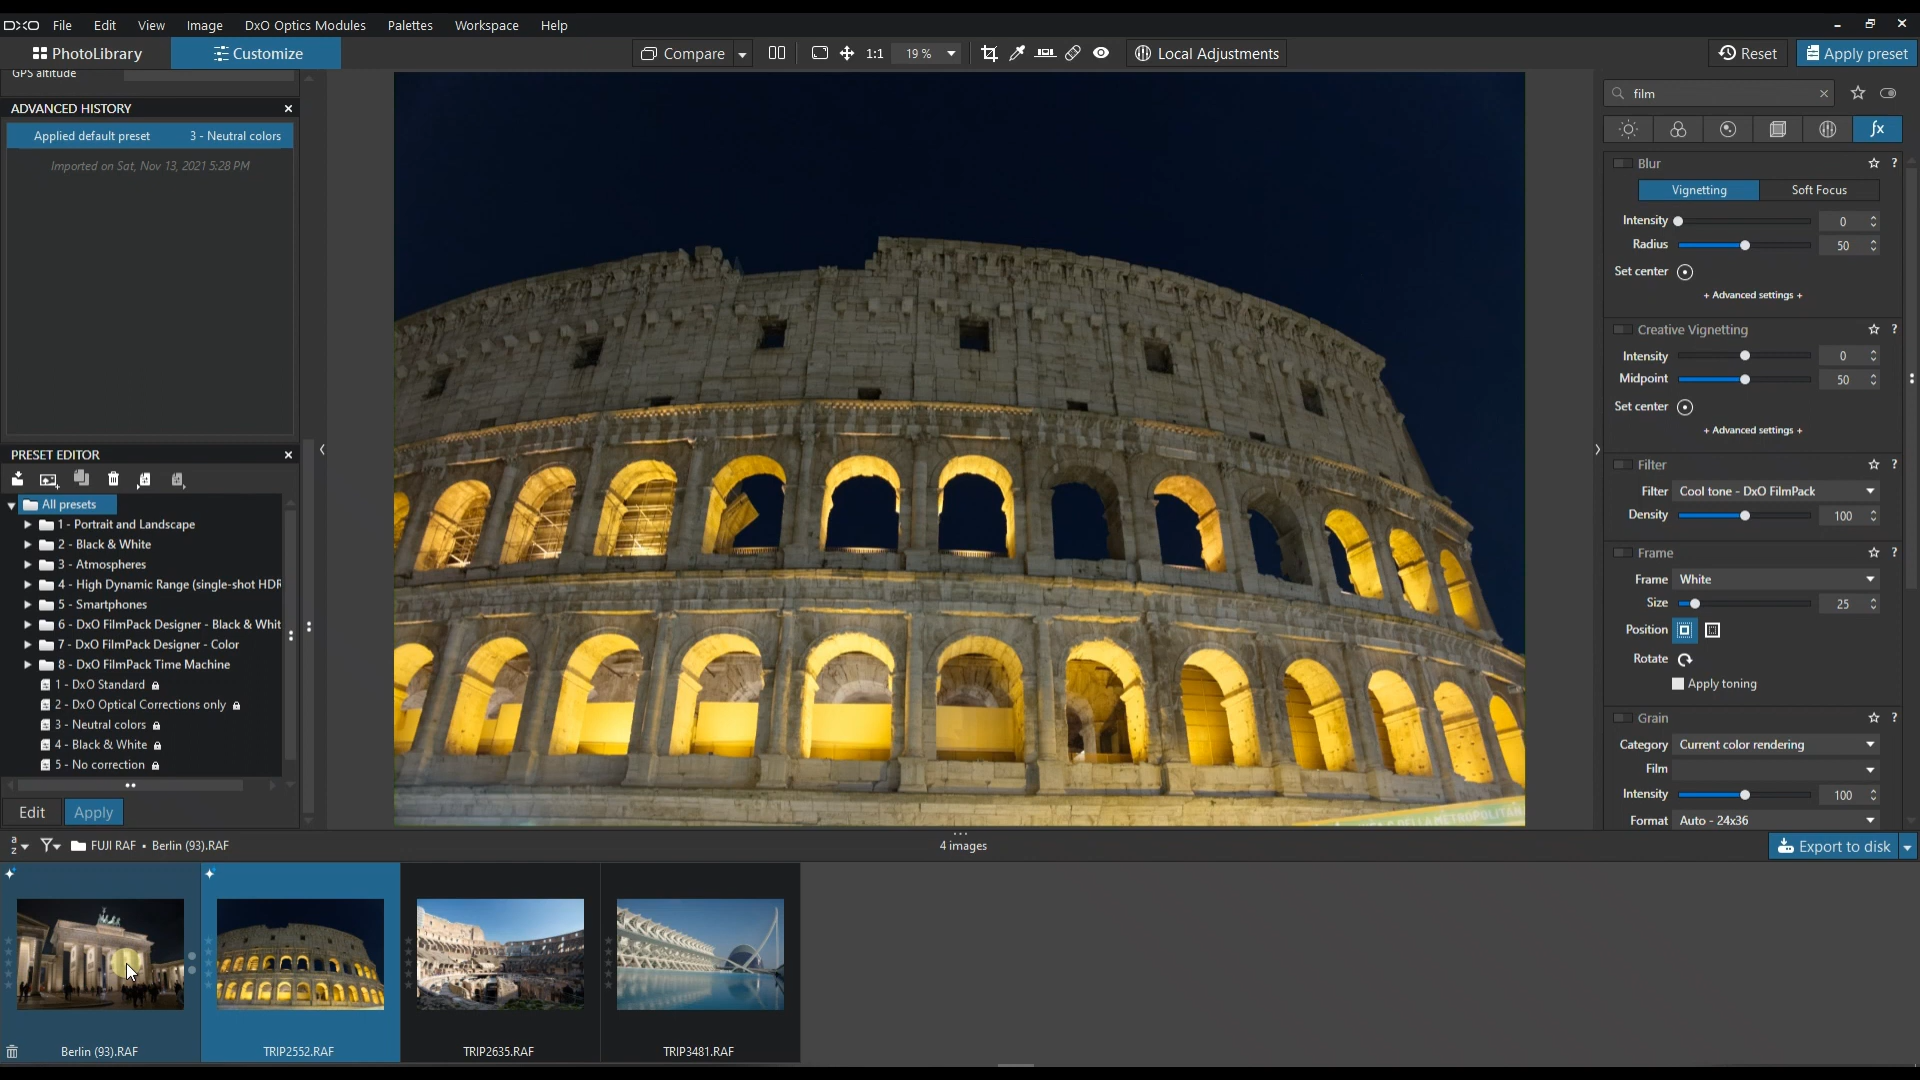 DXO File Edit View Image DxO Optics Modules Palettes Workspace Help
PhotoLibrary Customize Compare 1:1 19 % Local Adjustments Reset Apply preset
GPS altitude
ADVANCED HISTORY
Applied default preset 3 - Neutral colors
Imported on Sat, Nov 13, 2021 5:28 PM
PRESET EDITOR
All presets
1 - Portrait and Landscape
2 - Black & White
3 - Atmospheres
4 - High Dynamic Range (single-shot HDR
5 - Smartphones
6 - DxO FilmPack Designer - Black & Whit
7 - DxO FilmPack Designer - Color
8 - DxO FilmPack Time Machine
1 - DxO Standard
2 - DxO Optical Corrections only
3 - Neutral colors
4 - Black & White
5 - No correction
Edit Apply
film
fx
Blur ?
Vignetting Soft Focus
Intensity 0
Radius 50
Set center
+ Advanced settings +
Creative Vignetting ?
Intensity 0
Midpoint 50
Set center
+ Advanced settings +
Filter ?
Filter Cool tone - DxO FilmPack
Density 100
Frame ?
Frame White
Size 25
Position
Rotate
Apply toning
Grain ?
Category Current color rendering
Film
Intensity 100
Format Auto - 24x36
a z FUJI RAF • Berlin (93).RAF 4 images Export to disk
Berlin (93).RAF TRIP2552.RAF TRIP2635.RAF TRIP3481.RAF